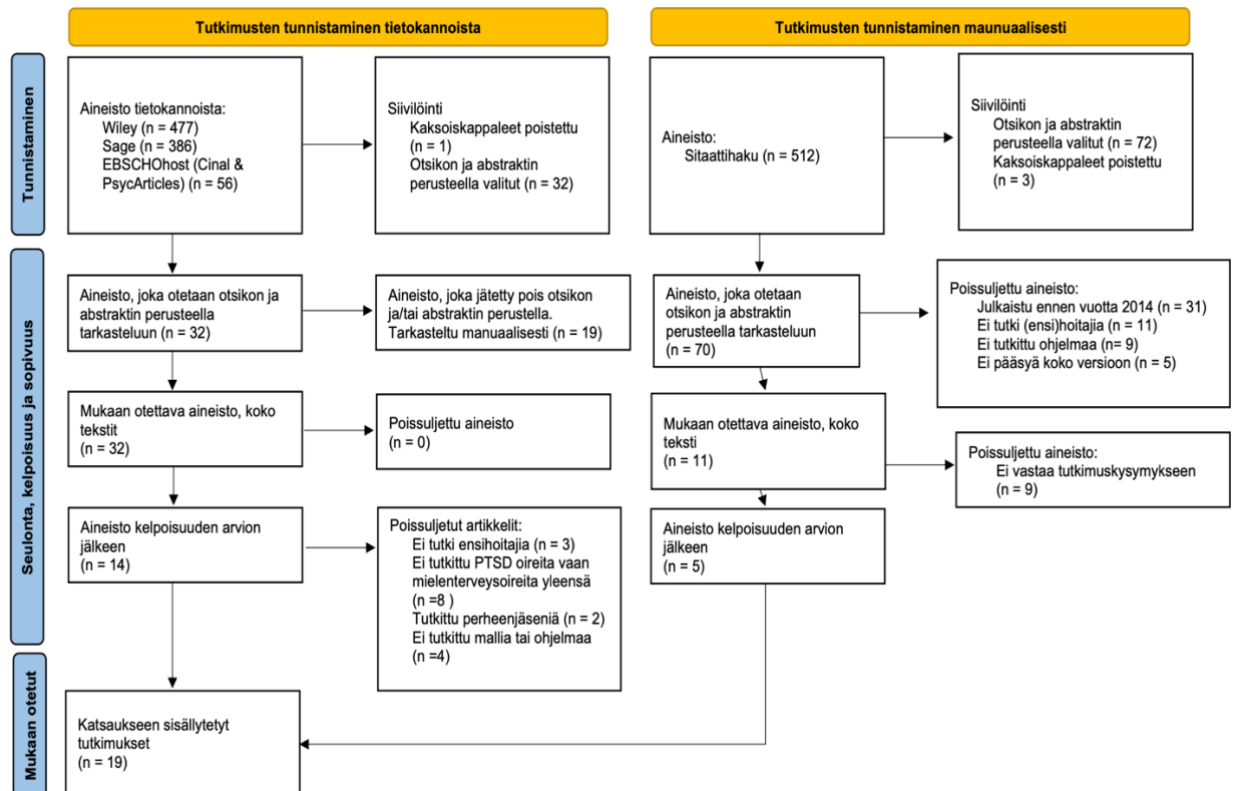 Tutkimusten tunnistaminen tietokannoista
Tutkimusten tunnistaminen maunuaalisesti
Tunnistaminen
Aineisto tietokannoista:
Wiley (n = 477)
Sage (n = 386)
EBSCHOhost (Cinal &
PsycArticles) (n = 56)
Siivilöinti
Kaksoiskappaleet poistettu
(n = 1)
Otsikon ja abstraktin
perusteella valitut (n = 32)
Aineisto:
Sitaattihaku (n = 512)
Siivilöinti
Otsikon ja abstraktin
perusteella valitut (n = 72)
Kaksoiskappaleet poistettu
(n = 3)
Seulonta, kelpoisuus ja sopivuus
Aineisto, joka otetaan otsikon ja
abstraktin perusteella
tarkasteluun (n = 32)
Aineisto, joka jätetty pois otsikon
ja/tai abstraktin perustella.
Tarkasteltu manuaalisesti (n = 19)
Aineisto, joka otetaan
otsikon ja abstraktin
perusteella tarkasteluun
(n = 70)
Poissuljettu aineisto:
Julkaistu ennen vuotta 2014 (n = 31)
Ei tutki (ensi)hoitajia (n = 11)
Ei tutkittu ohjelmaa (n= 9)
Ei pääsyä koko versioon (n = 5)
Mukaan otettava aineisto, koko
tekstit
(n = 32)
Poissuljettu aineisto
(n = 0)
Mukaan otettava aineisto, koko
teksti
(n = 11)
Poissuljettu aineisto:
Ei vastaa tutkimuskysymykseen
(n = 9)
Aineisto kelpoisuuden arvion
jälkeen
(n = 14)
Poissuljetut artikkelit:
Ei tutki ensihoitajia (n = 3)
Ei tutkittu PTSD oireita vaan
mielenterveysoireita yleensä
(n =8 )
Tutkittu perheenjäseniä (n = 2)
Ei tutkittu mallia tai ohjelmaa
(n =4)
Aineisto kelpoisuuden arvion
jälkeen
(n = 5)
Mukaan otetut
Katsaukseen sisällytetyt
tutkimukset
(n = 19)